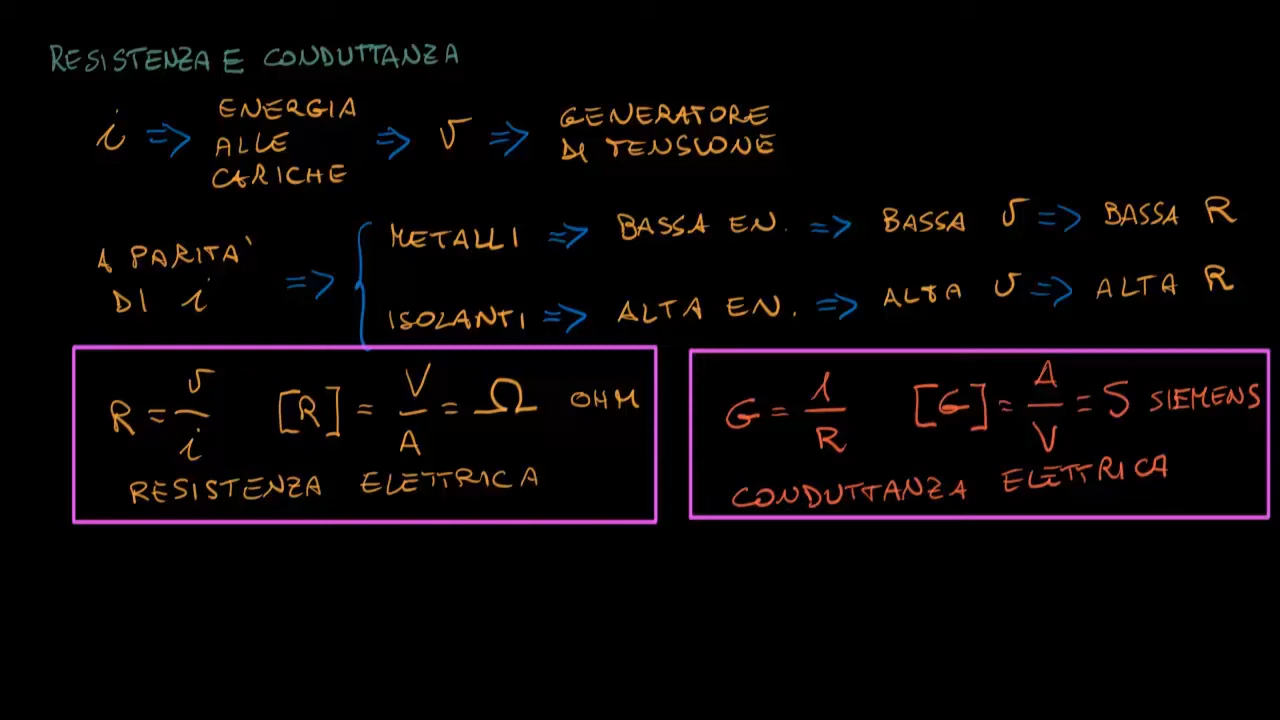 RESISTENZA E CONDUTTANZA
i => ENERGIA ALLE CARICHE => v => GENERATORE DI TENSIONE
A PARITA' DI i => {
METALLI => BASSA EN. => BASSA v => BASSA R
ISOLANTI => ALTA EN. => ALTA v => ALTA R
R = v/i [R] = V/A = Ω OHM
RESISTENZA ELETTRICA
G = 1/R [G] = A/V = S SIEMENS
CONDUTTANZA ELETTRICA